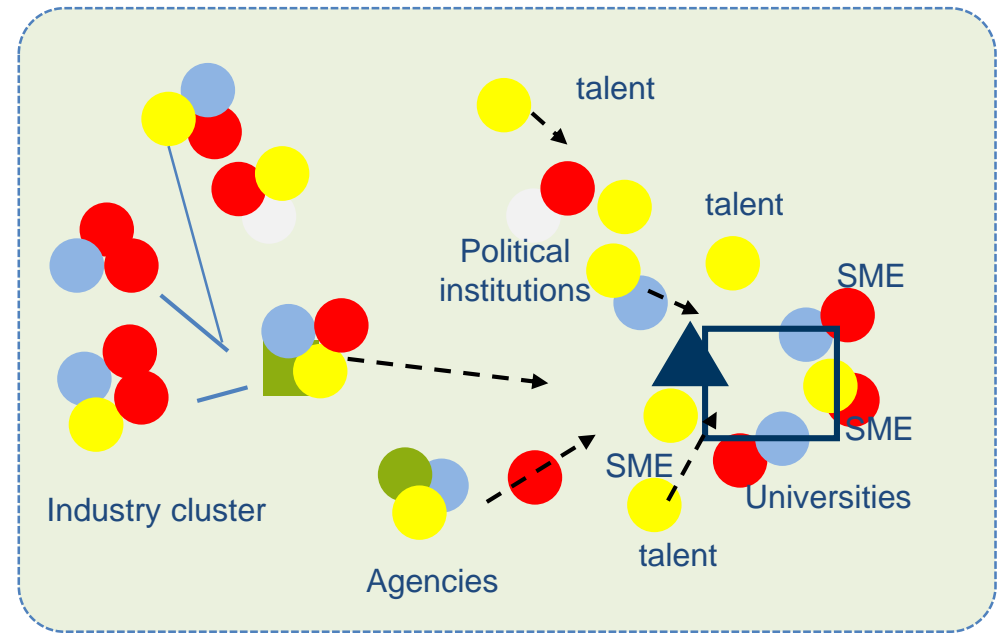 talent
talent
Political
institutions
SME
SME
SME
Universities
Industry cluster
talent
Agencies